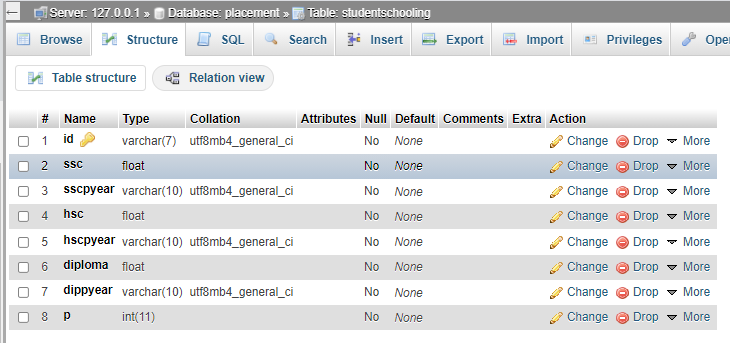 Server: 127.0.0.1 » Database: placement » Table: studentschooling
Browse Structure SQL Search Insert Export Import Privileges Oper
Table structure Relation view
# Name Type Collation Attributes Null Default Comments Extra Action
1 id varchar(7) utf8mb4_general_ci No None Change Drop More
2 ssc float No None Change Drop More
3 sscpyear varchar(10) utf8mb4_general_ci No None Change Drop More
4 hsc float No None Change Drop More
5 hscpyear varchar(10) utf8mb4_general_ci No None Change Drop More
6 diploma float No None Change Drop More
7 dippyear varchar(10) utf8mb4_general_ci No None Change Drop More
8 p int(11) No None Change Drop More